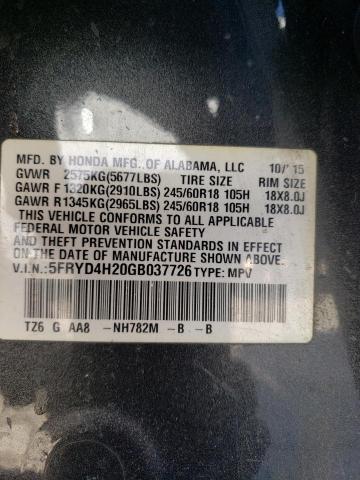 MFD. BY HONDA MFG. OF ALABAMA, LLC 10/'15
GVWR 2575KG(5677LBS) TIRE SIZE RIM SIZE
GAWR F 1320KG(2910LBS) 245/60R18 105H 18X8.0J
GAWR R 1345KG(2965LBS) 245/60R18 105H 18X8.0J
THIS VEHICLE CONFORMS TO ALL APPLICABLE
FEDERAL MOTOR VEHICLE SAFETY AND
THEFT PREVENTION STANDARDS IN EFFECT
ON THE DATE OF MANUFACTURE SHOWN ABOVE.
V.I.N.: 5FRYD4H20GB037726 TYPE: MPV
TZ6 G AA8 -NH782M -B -B